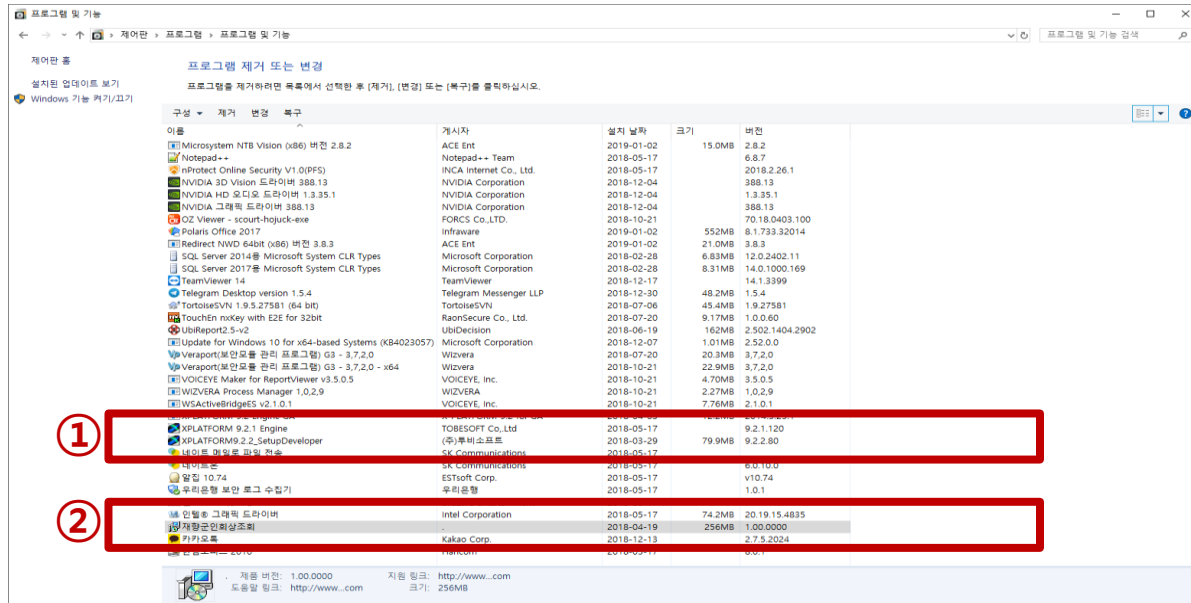 프로그램 및 기능
제어판 › 프로그램 › 프로그램 및 기능
프로그램 및 기능 검색
제어판 홈
설치된 업데이트 보기
Windows 기능 켜기/끄기
프로그램 제거 또는 변경
프로그램을 제거하려면 목록에서 선택한 후 [제거], [변경] 또는 [복구]를 클릭하십시오.
구성 제거 변경 복구
이름 게시자 설치 날짜 크기 버전
Microsystem NTB Vision (x86) 버전 2.8.2 ACE Ent 2019-01-02 15.0MB 2.8.2
Notepad++ Notepad++ Team 2018-05-17 6.8.7
nProtect Online Security V1.0(PFS) INCA Internet Co., Ltd. 2018-05-17 2018.2.26.1
NVIDIA 3D Vision 드라이버 388.13 NVIDIA Corporation 2018-12-04 388.13
NVIDIA HD 오디오 드라이버 1.3.35.1 NVIDIA Corporation 2018-12-04 1.3.35.1
NVIDIA 그래픽 드라이버 388.13 NVIDIA Corporation 2018-12-04 388.13
OZ Viewer - scourt-hojuck-exe FORCS Co.,LTD. 2018-10-21 70.18.0403.100
Polaris Office 2017 Infraware 2019-01-02 552MB 8.1.733.32014
Redirect NWD 64bit (x86) 버전 3.8.3 ACE Ent 2019-01-02 21.0MB 3.8.3
SQL Server 2014용 Microsoft System CLR Types Microsoft Corporation 2018-02-28 6.83MB 12.0.2402.11
SQL Server 2017용 Microsoft System CLR Types Microsoft Corporation 2018-02-28 8.31MB 14.0.1000.169
TeamViewer 14 TeamViewer 2018-12-17 14.1.3399
Telegram Desktop version 1.5.4 Telegram Messenger LLP 2018-12-30 48.2MB 1.5.4
TortoiseSVN 1.9.5.27581 (64 bit) TortoiseSVN 2018-07-06 45.4MB 1.9.27581
TouchEn nxKey with E2E for 32bit RaonSecure Co., Ltd. 2018-07-20 9.17MB 1.0.0.60
UbiReport2.5-v2 UbiDecision 2018-06-19 162MB 2.502.1404.2902
Update for Windows 10 for x64-based Systems (KB4023057) Microsoft Corporation 2018-12-07 1.01MB 2.52.0.0
Veraport(보안모듈 관리 프로그램) G3 - 3,7,2,0 Wizvera 2018-07-20 20.3MB 3,7,2,0
Veraport(보안모듈 관리 프로그램) G3 - 3,7,2,0 - x64 Wizvera 2018-10-21 22.9MB 3,7,2,0
VOICEYE Maker for ReportViewer v3.5.0.5 VOICEYE, Inc. 2018-10-21 4.70MB 3.5.0.5
WIZVERA Process Manager 1,0,2,9 WIZVERA 2018-10-21 2.27MB 1,0,2,9
WSActiveBridgeES v2.1.0.1 VOICEYE, Inc. 2018-10-21 7.76MB 2.1.0.1
①
XPLATFORM 9.2.1 Engine TOBESOFT Co,.Ltd 2018-05-17 9.2.1.120
XPLATFORM9.2.2_SetupDeveloper (주)투비소프트 2018-03-29 79.9MB 9.2.2.80
네이트 메일로 파일 전송 SK Communications 2018-05-17
네이트온 SK Communications 2018-05-17 6.0.10.0
알집 10.74 ESTsoft Corp. 2018-05-17 v10.74
우리은행 보안 로그 수집기 우리은행 2018-05-17 1.0.1
②
인텔® 그래픽 드라이버 Intel Corporation 2018-05-17 74.2MB 20.19.15.4835
재향군인회상조회 . 2018-04-19 256MB 1.00.0000
카카오톡 Kakao Corp. 2018-12-13 2.7.5.2024
. 제품 버전: 1.00.0000 지원 링크: http://www...com
도움말 링크: http://www...com 크기: 256MB